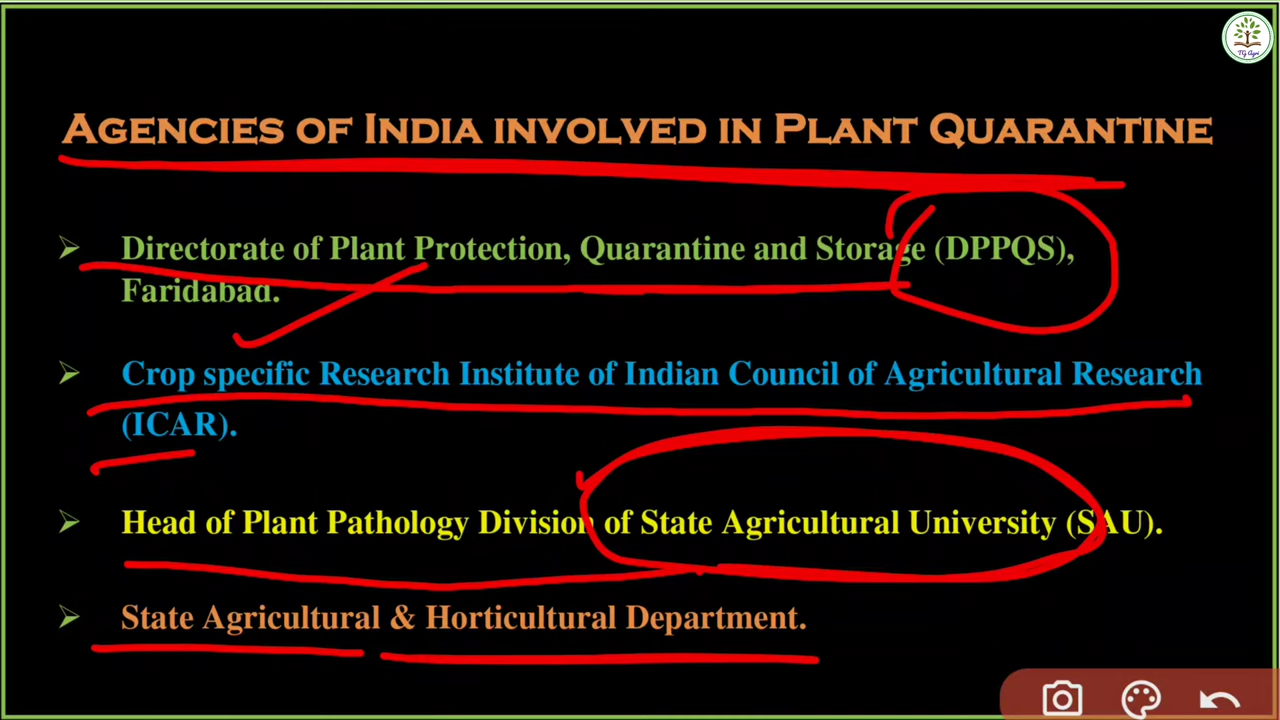 TG Agri
AGENCIES OF INDIA INVOLVED IN PLANT QUARANTINE
Directorate of Plant Protection, Quarantine and Storage (DPPQS),
Faridabad.
Crop specific Research Institute of Indian Council of Agricultural Research
(ICAR).
Head of Plant Pathology Division of State Agricultural University (SAU).
State Agricultural & Horticultural Department.